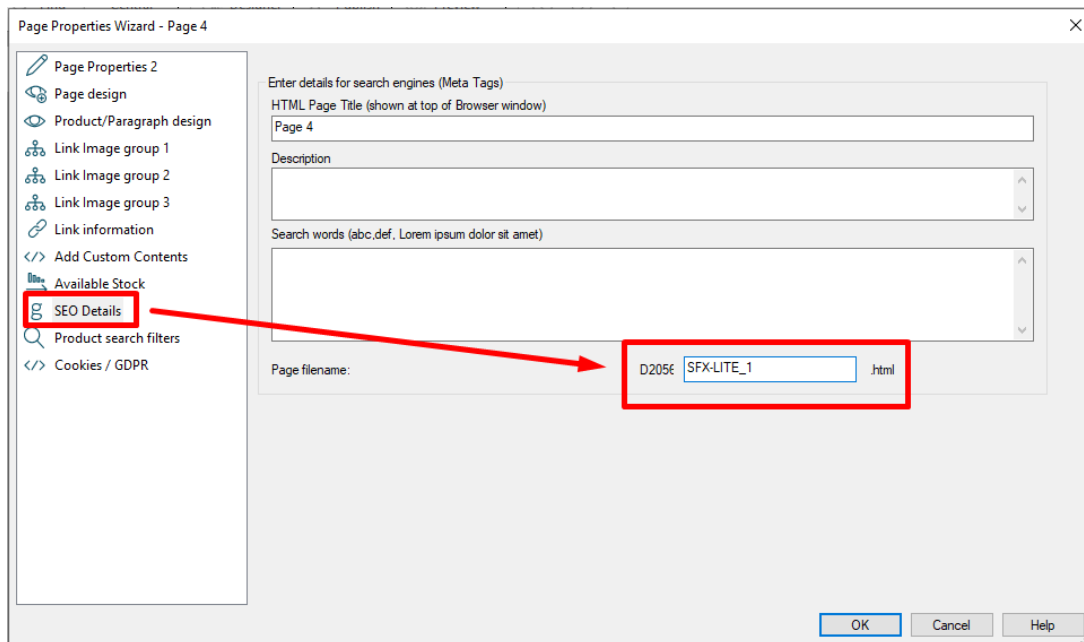 Page Properties Wizard - Page 4
Page Properties 2
Page design
Product/Paragraph design
Link Image group 1
Link Image group 2
Link Image group 3
Link information
Add Custom Contents
Available Stock
SEO Details
Product search filters
Cookies / GDPR
Enter details for search engines (Meta Tags)
HTML Page Title (shown at top of Browser window)
Page 4
Description
Search words (abc,def, Lorem ipsum dolor sit amet)
Page filename: D2056 SFX-LITE_1 .html
OK Cancel Help